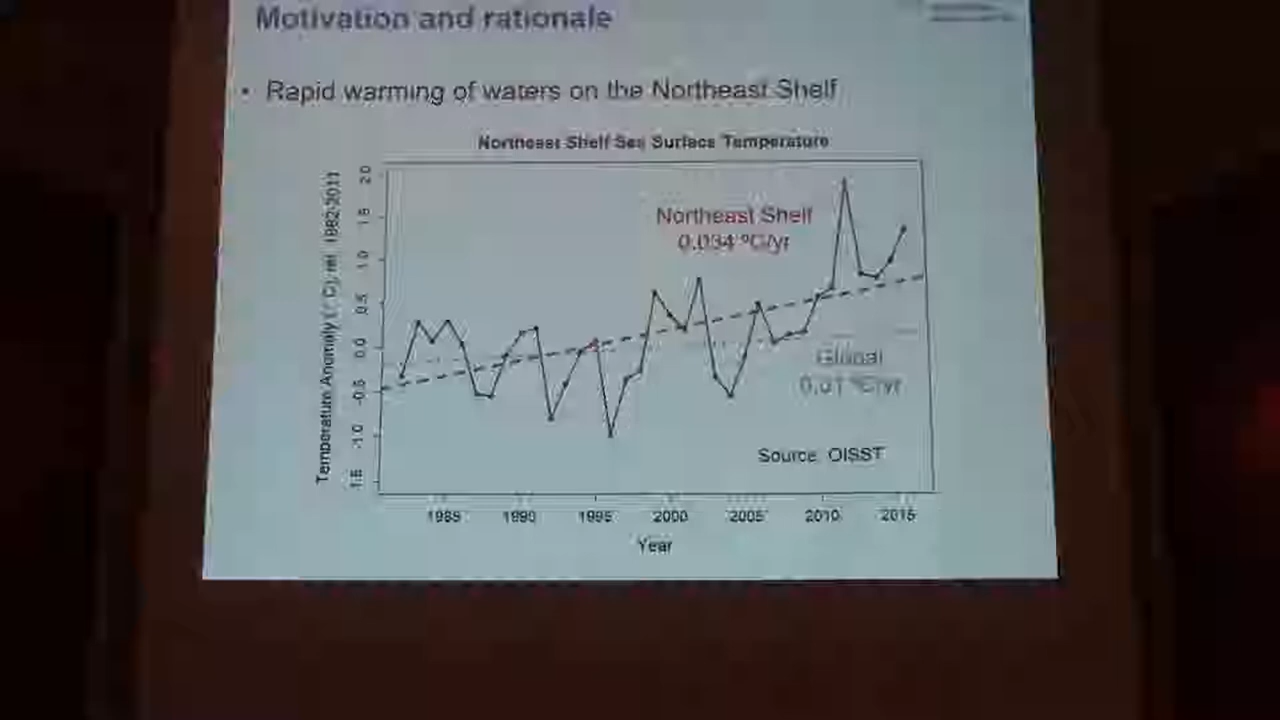 Motivation and rationale
• Rapid warming of waters on the Northeast Shelf
Northeast Shelf Sea Surface Temperature
Temperature Anomaly (°C), rel. 1982-2011
2.0
1.5
1.0
0.5
0.0
-0.5
-1.0
-1.5
Northeast Shelf
0.034 °C/yr
Global
0.01 °C/yr
Source: OISST
1985 1990 1995 2000 2005 2010 2015
Year